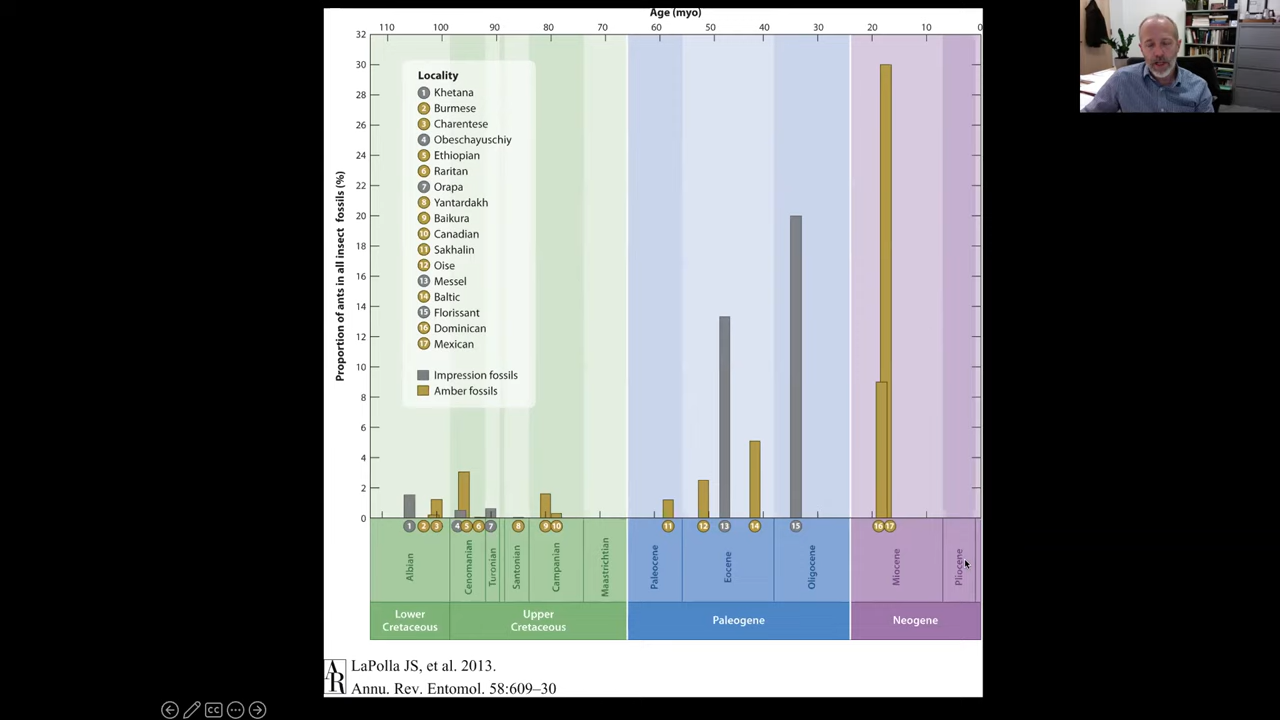 Age (myo)
110 100 90 80 70 60 50 40 30 20 10 0
Proportion of ants in all insect fossils (%)
32
30
28
26
24
22
20
18
16
14
12
10
8
6
4
2
0
Locality
1 Khetana
2 Burmese
3 Charentese
4 Obeschayuschiy
5 Ethiopian
6 Raritan
7 Orapa
8 Yantardakh
9 Baikura
10 Canadian
11 Sakhalin
12 Oise
13 Messel
14 Baltic
15 Florissant
16 Dominican
17 Mexican
Impression fossils
Amber fossils
1 2 3 4 5 6 7 8 9 10 11 12 13 14 15 16 17
Albian
Cenomanian
Turonian
Santonian
Campanian
Maastrichtian
Paleocene
Eocene
Oligocene
Miocene
Pliocene
Lower
Cretaceous
Upper
Cretaceous
Paleogene
Neogene
AR
LaPolla JS, et al. 2013.
Annu. Rev. Entomol. 58:609–30
CC